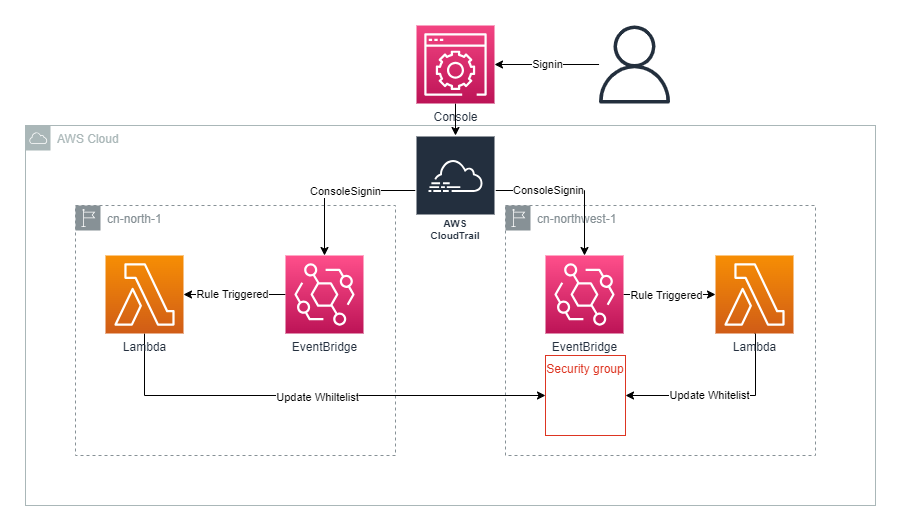 Signin
Console
AWS Cloud
ConsoleSignin
ConsoleSignin
AWS
CloudTrail
cn-north-1
cn-northwest-1
Rule Triggered
Rule Triggered
Lambda
EventBridge
EventBridge
Lambda
Security group
Update Whiltelist
Update Whitelist